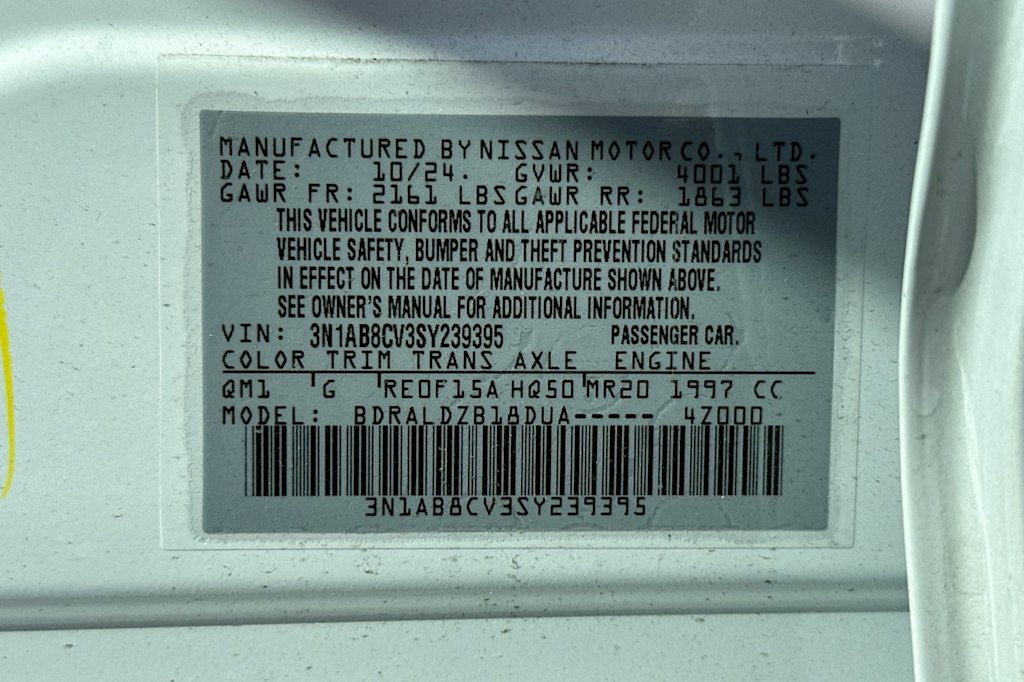 MANUFACTURED BY NISSAN MOTOR CO., LTD.
DATE: 10/24. GVWR: 4001 LBS
GAWR FR: 2161 LBS GAWR RR: 1863 LBS
THIS VEHICLE CONFORMS TO ALL APPLICABLE FEDERAL MOTOR
VEHICLE SAFETY, BUMPER AND THEFT PREVENTION STANDARDS
IN EFFECT ON THE DATE OF MANUFACTURE SHOWN ABOVE.
SEE OWNER'S MANUAL FOR ADDITIONAL INFORMATION.
VIN: 3N1AB8CV3SY239395 PASSENGER CAR.
COLOR TRIM TRANS AXLE ENGINE
QM1 G RE0F15A HQ50 MR20 1997 CC
MODEL: BDRALDZB18DUA----- 4Z000
3N1AB8CV3SY239395